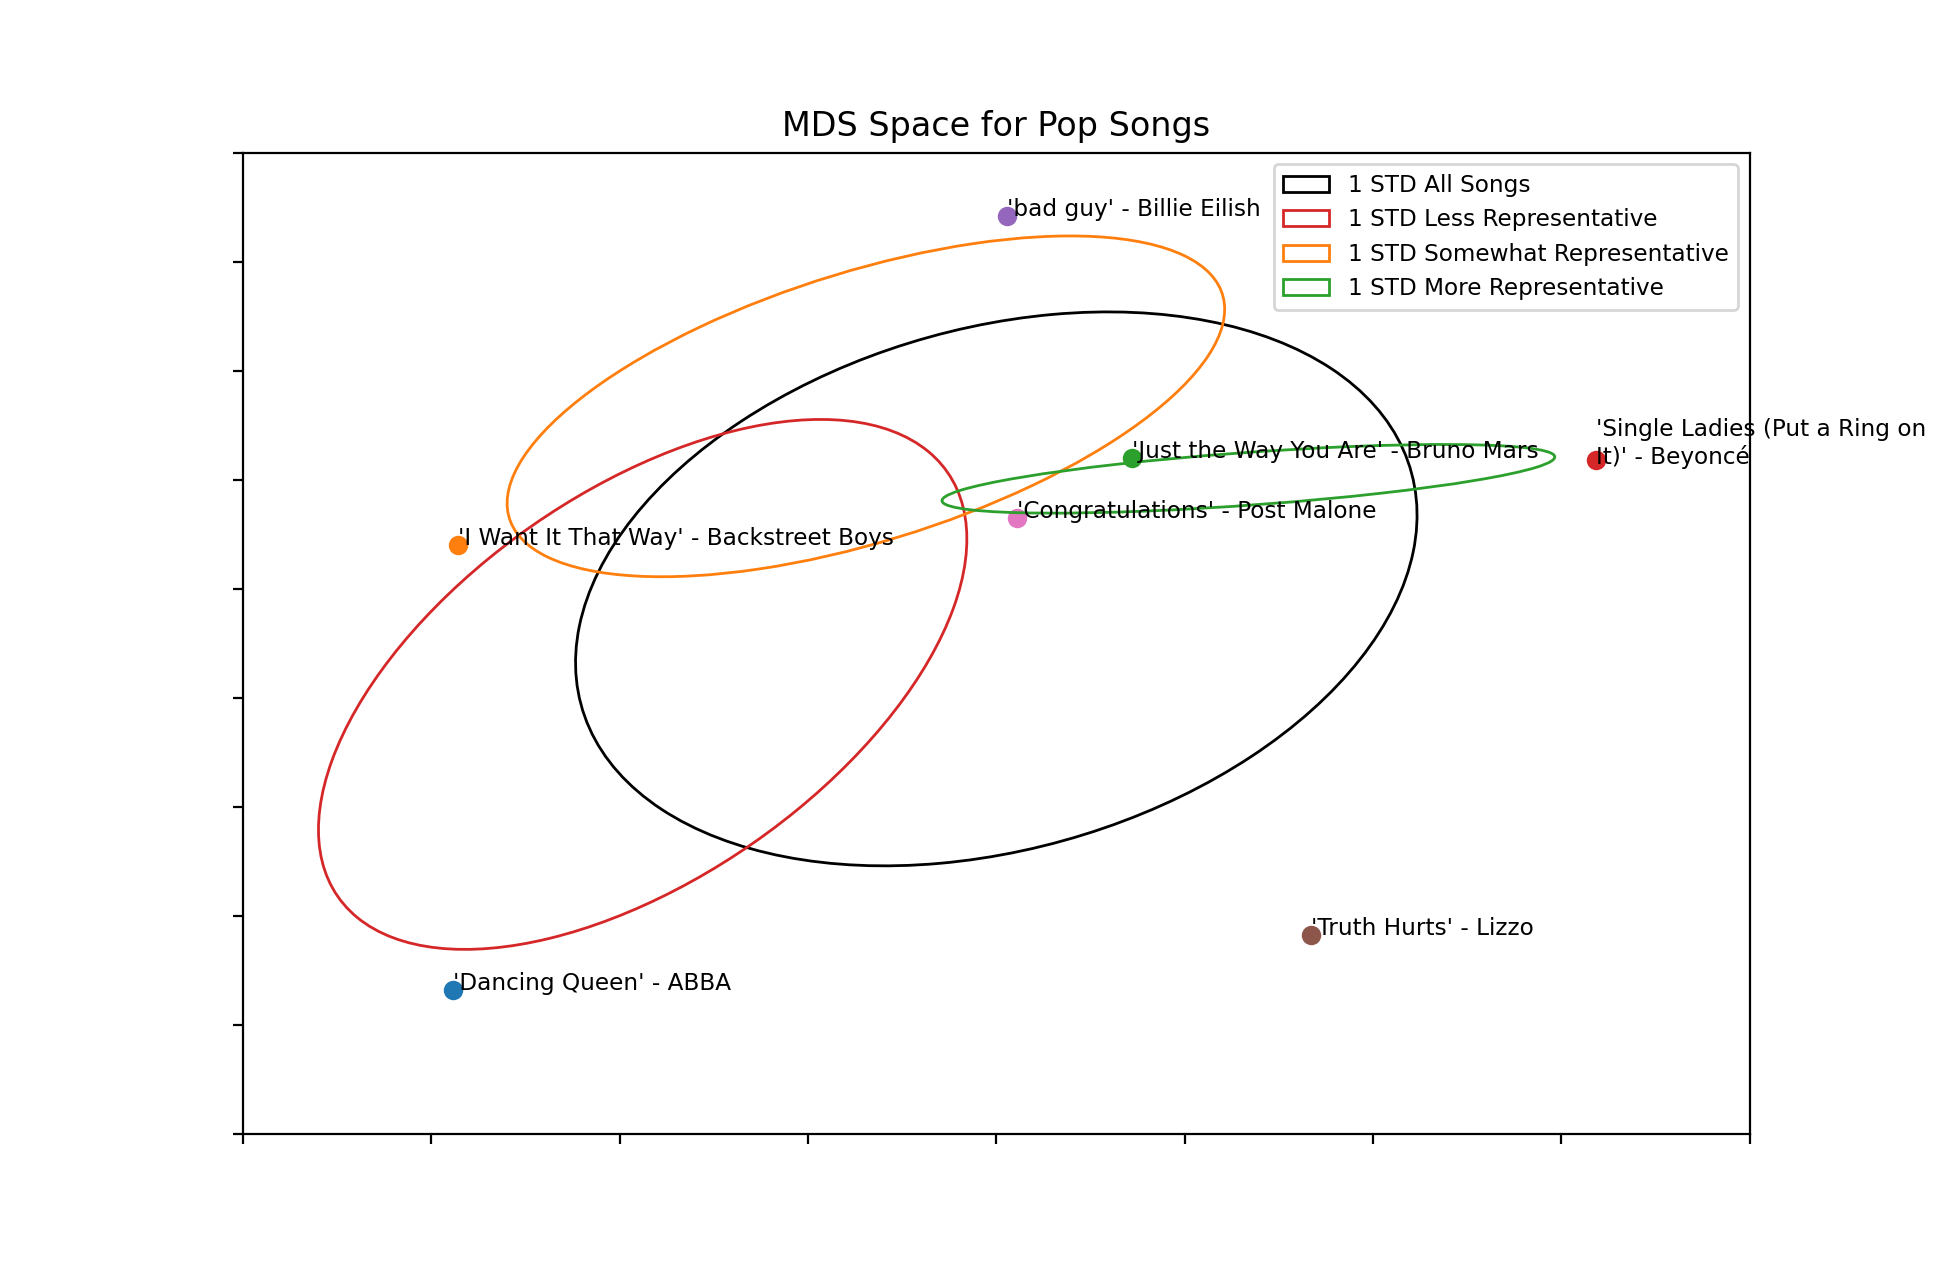 MDS Space for Pop Songs
'bad guy' - Billie Eilish
1 STD All Songs
1 STD Less Representative
1 STD Somewhat Representative
1 STD More Representative
'Single Ladies (Put a Ring on
It)' - Beyoncé
'Just the Way You Are' - Bruno Mars
'Congratulations' - Post Malone
'I Want It That Way' - Backstreet Boys
'Truth Hurts' - Lizzo
'Dancing Queen' - ABBA